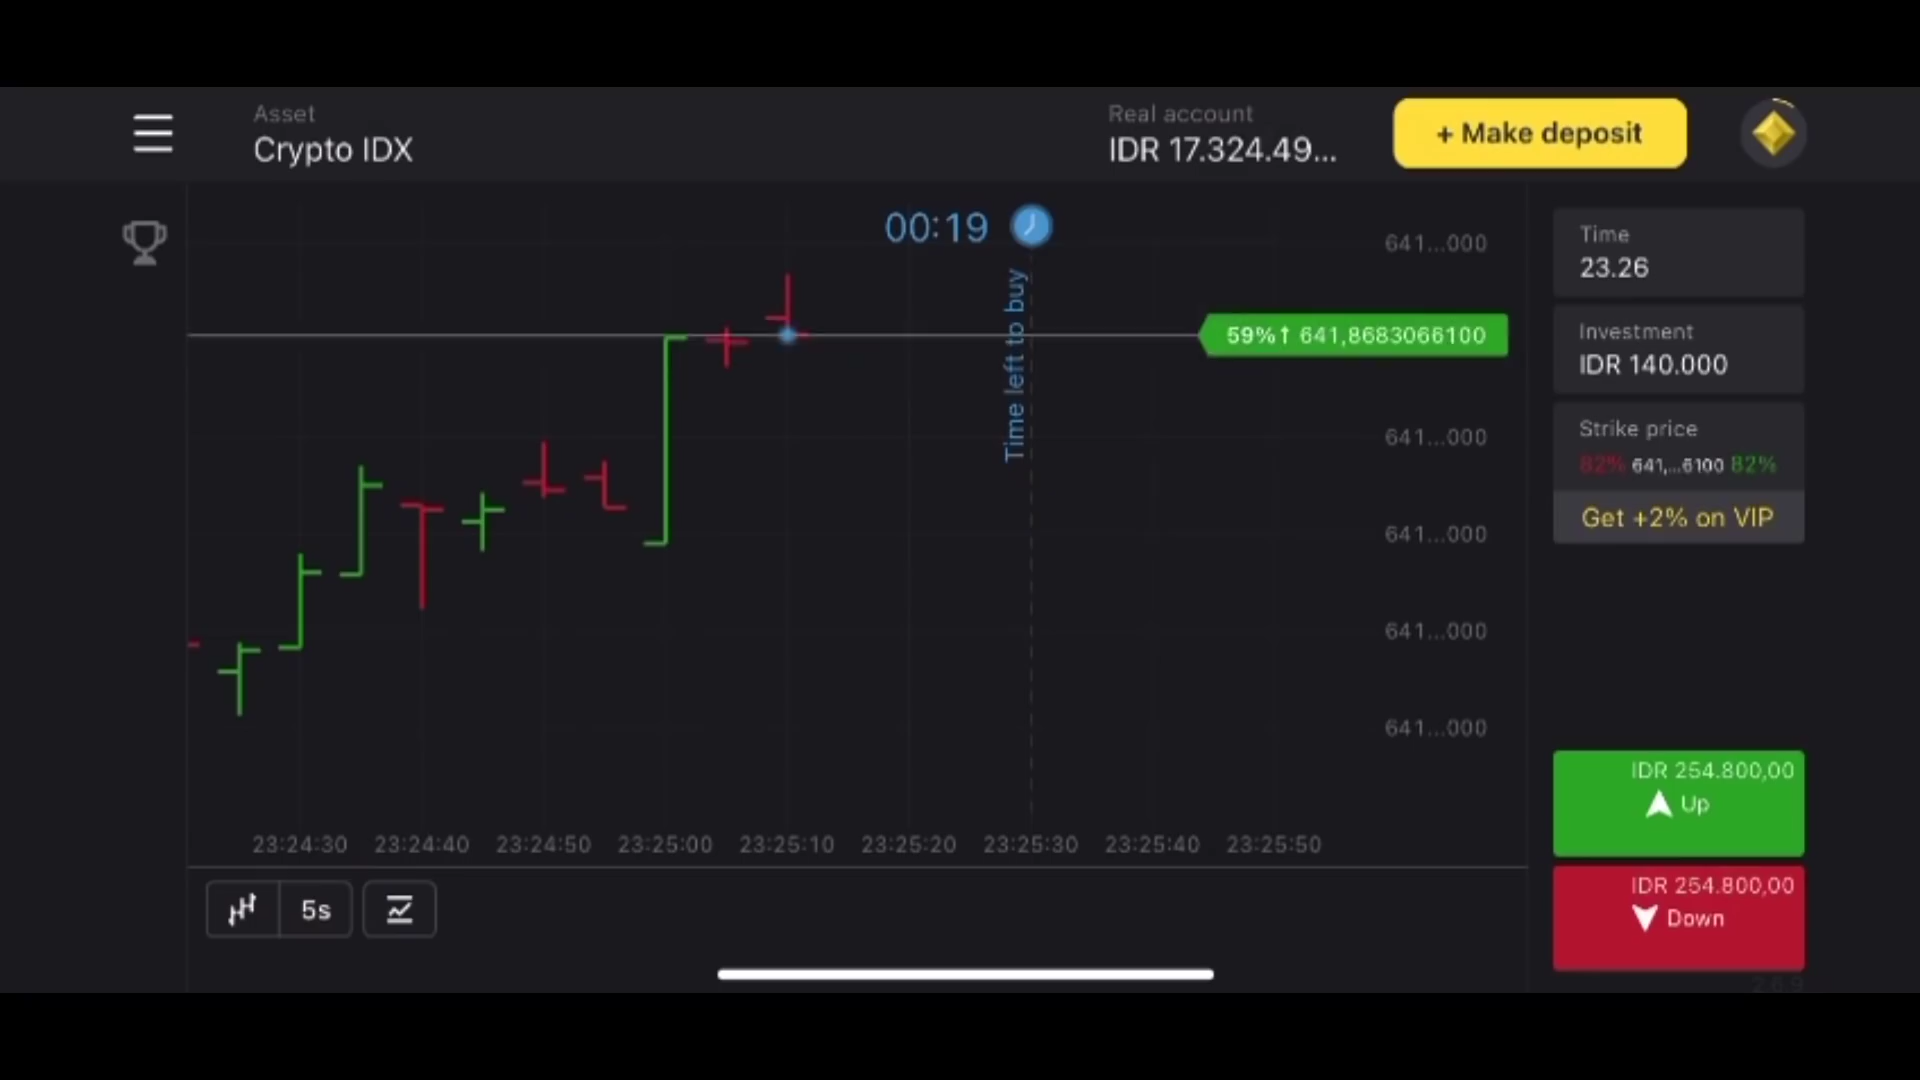 Asset
Crypto IDX
Real account
IDR 17.324.49...
+ Make deposit
00:19
Time left to buy
641...000
59%↑ 641,8683066100
641...000
641...000
641...000
641...000
23:24:30 23:24:40 23:24:50 23:25:00 23:25:10 23:25:20 23:25:30 23:25:40 23:25:50
5s
Time
23.26
Investment
IDR 140.000
Strike price
82% 641,...6100 82%
Get +2% on VIP
IDR 254.800,00
Up
IDR 254.800,00
Down
2.6.9